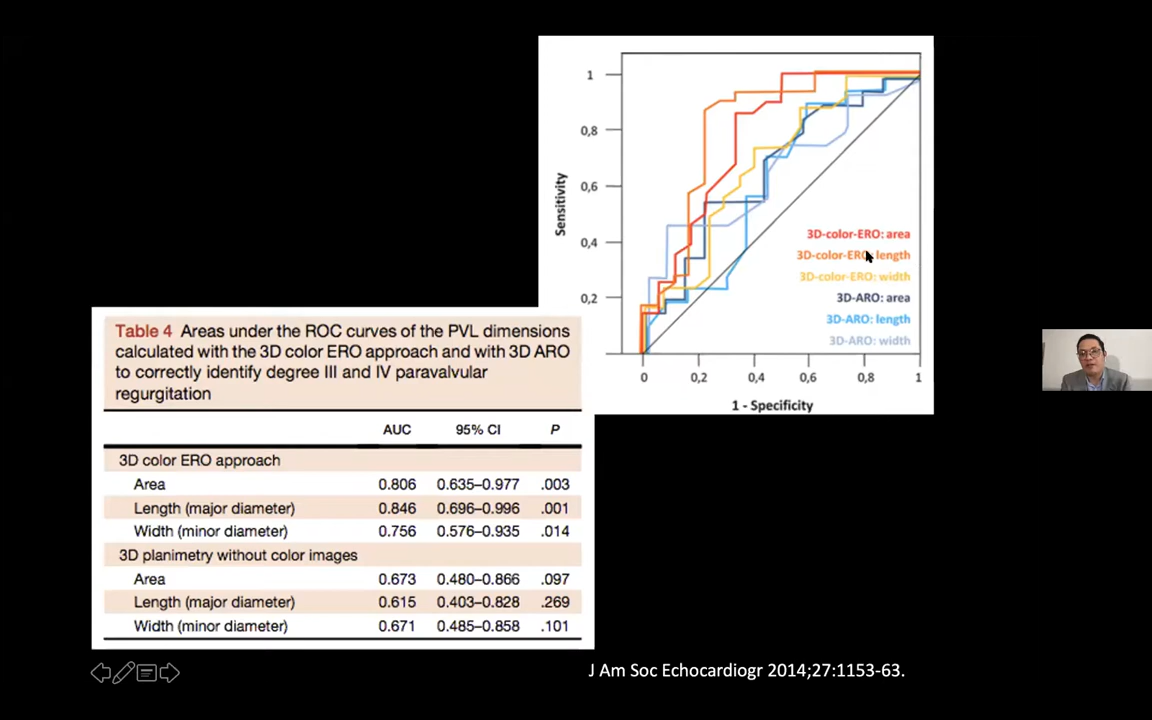 1
0,8
0,6
0,4
0,2
Sensitivity
0
0,2
0,4
0,6
0,8
1
1 - Specificity
3D-color-ERO: area
3D-color-ERO: length
3D-color-ERO: width
3D-ARO: area
3D-ARO: length
3D-ARO: width
Table 4 Areas under the ROC curves of the PVL dimensions
calculated with the 3D color ERO approach and with 3D ARO
to correctly identify degree III and IV paravalvular
regurgitation
AUC 95% CI P
3D color ERO approach
Area 0.806 0.635–0.977 .003
Length (major diameter) 0.846 0.696–0.996 .001
Width (minor diameter) 0.756 0.576–0.935 .014
3D planimetry without color images
Area 0.673 0.480–0.866 .097
Length (major diameter) 0.615 0.403–0.828 .269
Width (minor diameter) 0.671 0.485–0.858 .101
J Am Soc Echocardiogr 2014;27:1153-63.